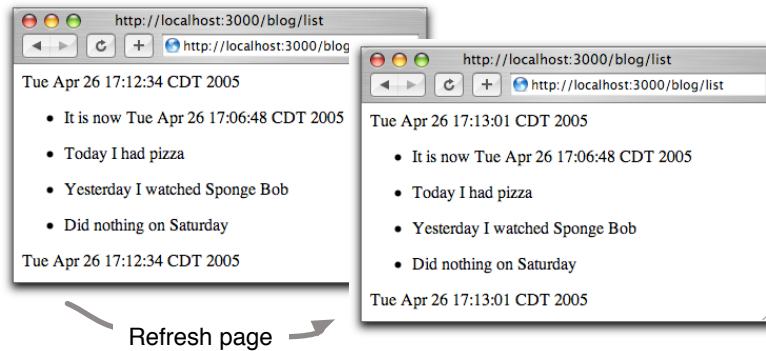 http://localhost:3000/blog/list
http://localhost:3000/blog
Tue Apr 26 17:12:34 CDT 2005
• It is now Tue Apr 26 17:06:48 CDT 2005
• Today I had pizza
• Yesterday I watched Sponge Bob
• Did nothing on Saturday
Tue Apr 26 17:12:34 CDT 2005
http://localhost:3000/blog/list
http://localhost:3000/blog/list
Tue Apr 26 17:13:01 CDT 2005
• It is now Tue Apr 26 17:06:48 CDT 2005
• Today I had pizza
• Yesterday I watched Sponge Bob
• Did nothing on Saturday
Tue Apr 26 17:13:01 CDT 2005
Refresh page